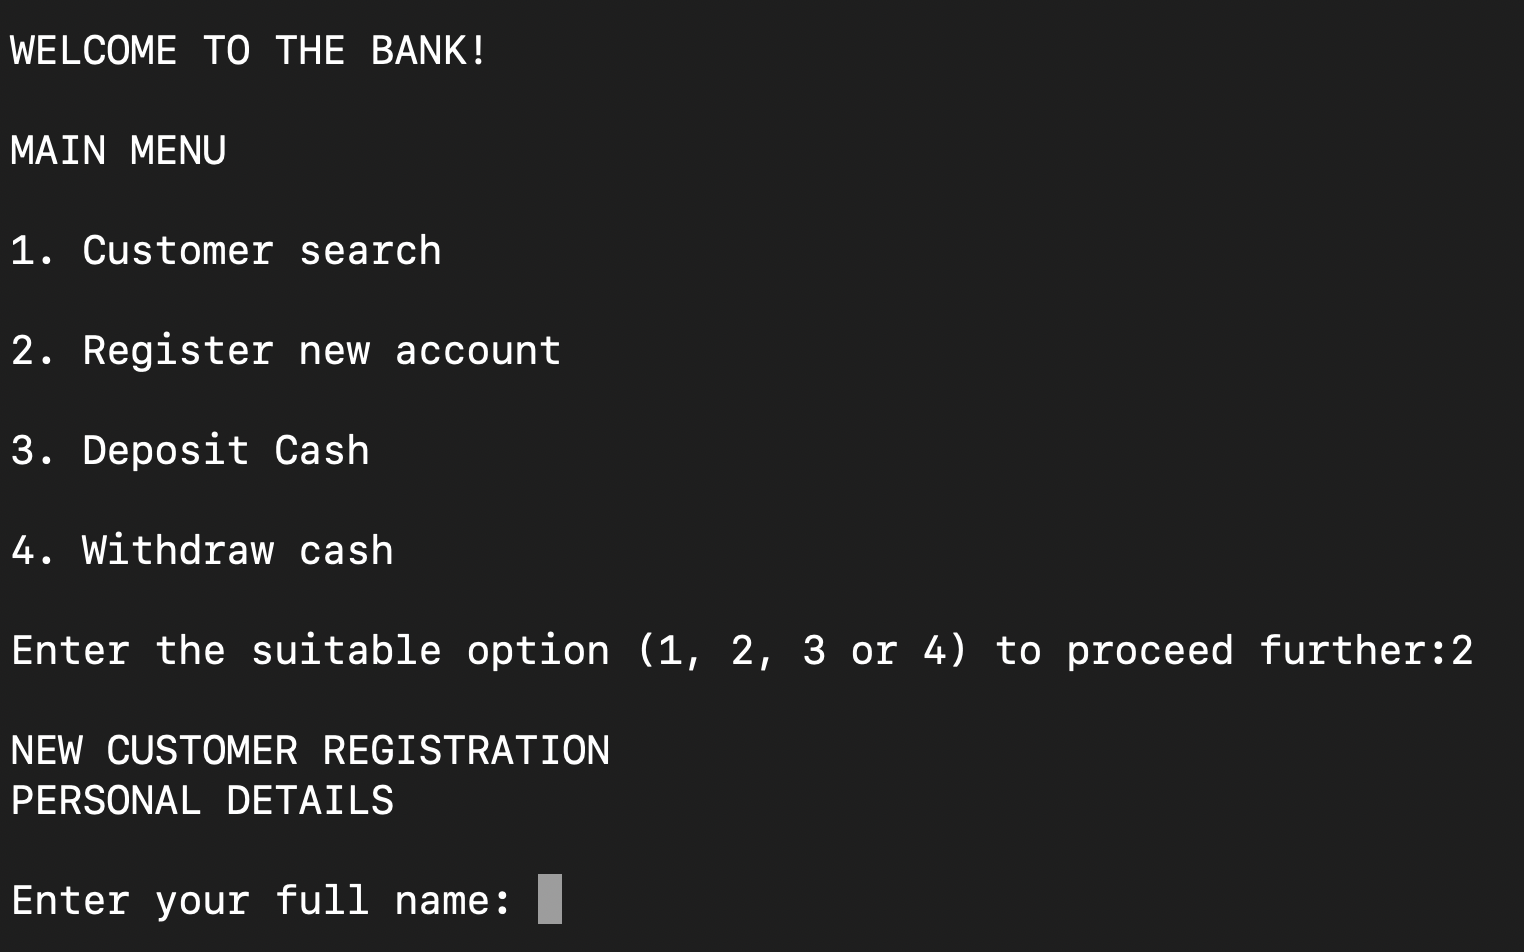 WELCOME TO THE BANK!
MAIN MENU
1. Customer search
2. Register new account
3. Deposit Cash
4. Withdraw cash
Enter the suitable option (1, 2, 3 or 4) to proceed further:2
NEW CUSTOMER REGISTRATION
PERSONAL DETAILS
Enter your full name: